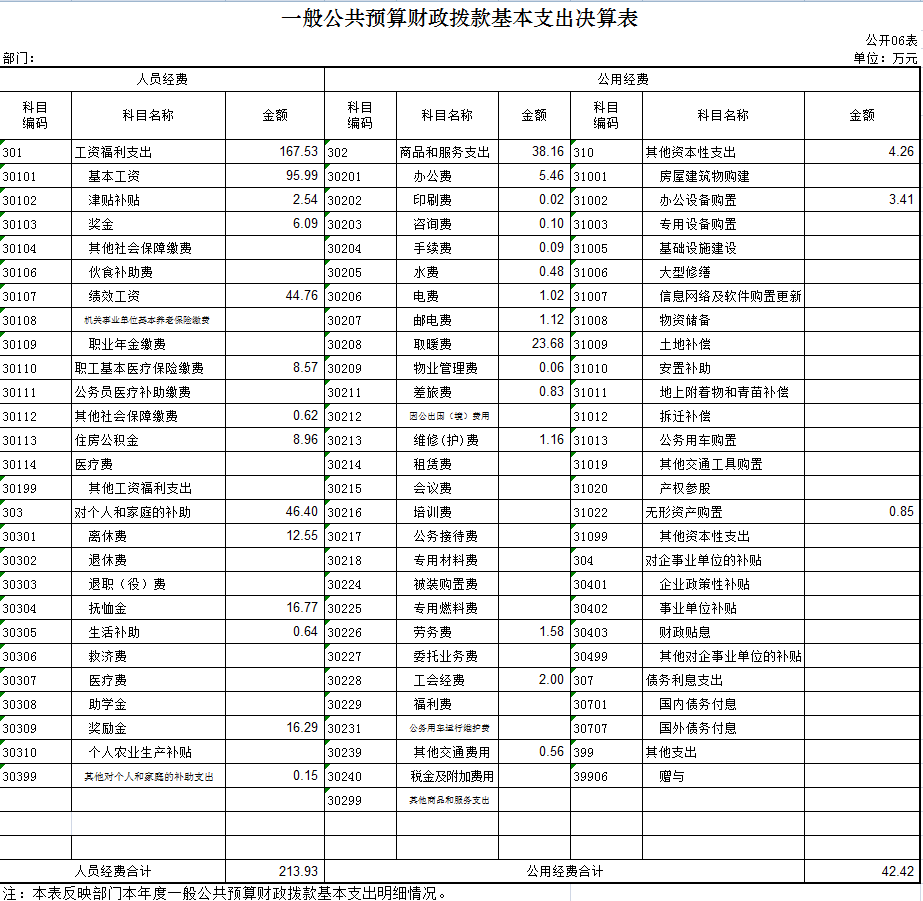 一般公共预算财政拨款基本支出决算表
公开06表
部门： 单位：万元
人员经费 公用经费
科目编码 科目名称 金额 科目编码 科目名称 金额 科目编码 科目名称 金额
301 工资福利支出 167.53 302 商品和服务支出 38.16 310 其他资本性支出 4.26
30101 基本工资 95.99 30201 办公费 5.46 31001 房屋建筑物购建
30102 津贴补贴 2.54 30202 印刷费 0.02 31002 办公设备购置 3.41
30103 奖金 6.09 30203 咨询费 0.10 31003 专用设备购置
30104 其他社会保障缴费 30204 手续费 0.09 31005 基础设施建设
30106 伙食补助费 30205 水费 0.48 31006 大型修缮
30107 绩效工资 44.76 30206 电费 1.02 31007 信息网络及软件购置更新
30108 机关事业单位基本养老保险缴费 30207 邮电费 1.12 31008 物资储备
30109 职业年金缴费 30208 取暖费 23.68 31009 土地补偿
30110 职工基本医疗保险缴费 8.57 30209 物业管理费 0.06 31010 安置补助
30111 公务员医疗补助缴费 30211 差旅费 0.83 31011 地上附着物和青苗补偿
30112 其他社会保障缴费 0.62 30212 因公出国（境）费用 31012 拆迁补偿
30113 住房公积金 8.96 30213 维修(护)费 1.16 31013 公务用车购置
30114 医疗费 30214 租赁费 31019 其他交通工具购置
30199 其他工资福利支出 30215 会议费 31020 产权参股
303 对个人和家庭的补助 46.40 30216 培训费 31022 无形资产购置 0.85
30301 离休费 12.55 30217 公务接待费 31099 其他资本性支出
30302 退休费 30218 专用材料费 304 对企事业单位的补贴
30303 退职（役）费 30224 被装购置费 30401 企业政策性补贴
30304 抚恤金 16.77 30225 专用燃料费 30402 事业单位补贴
30305 生活补助 0.64 30226 劳务费 1.58 30403 财政贴息
30306 救济费 30227 委托业务费 30499 其他对企事业单位的补贴
30307 医疗费 30228 工会经费 2.00 307 债务利息支出
30308 助学金 30229 福利费 30701 国内债务付息
30309 奖励金 16.29 30231 公务用车运行维护费 30707 国外债务付息
30310 个人农业生产补贴 30239 其他交通费用 0.56 399 其他支出
30399 其他对个人和家庭的补助支出 0.15 30240 税金及附加费用 39906 赠与
30299 其他商品和服务支出
人员经费合计 213.93 公用经费合计 42.42
注：本表反映部门本年度一般公共预算财政拨款基本支出明细情况。